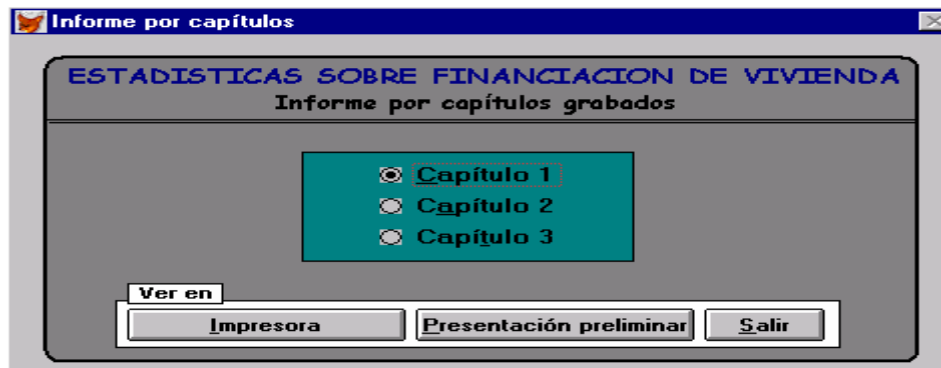 Informe por capítulos
ESTADISTICAS SOBRE FINANCIACION DE VIVIENDA
Informe por capítulos grabados
Capítulo 1
Capítulo 2
Capítulo 3
Ver en
Impresora Presentación preliminar Salir